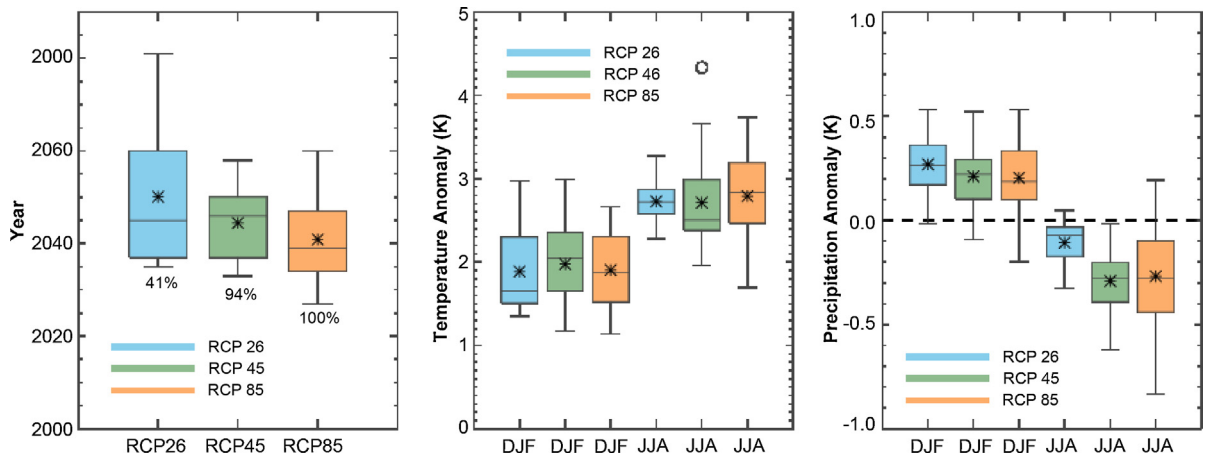 Year
2000
2060
2040
2020
2000
41%
94%
100%
RCP 26
RCP 45
RCP 85
RCP26 RCP45 RCP85
Temperature Anomaly (K)
5
4
3
2
1
0
RCP 26
RCP 46
RCP 85
DJF DJF DJF JJA JJA JJA
Precipitation Anomaly (K)
1.0
0.5
0.0
-0.5
-1.0
RCP 26
RCP 45
RCP 85
DJF DJF DJF JJA JJA JJA